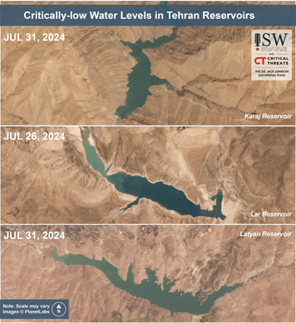 Critically-low Water Levels in Tehran Reservoirs
JUL 31, 2024
ISW
CRITICAL
THREATS
Karaj Reservoir
JUL 26, 2024
Lar Reservoir
JUL 31, 2024
Latyan Reservoir
Note: Scale may vary
Images © PlanetLabs